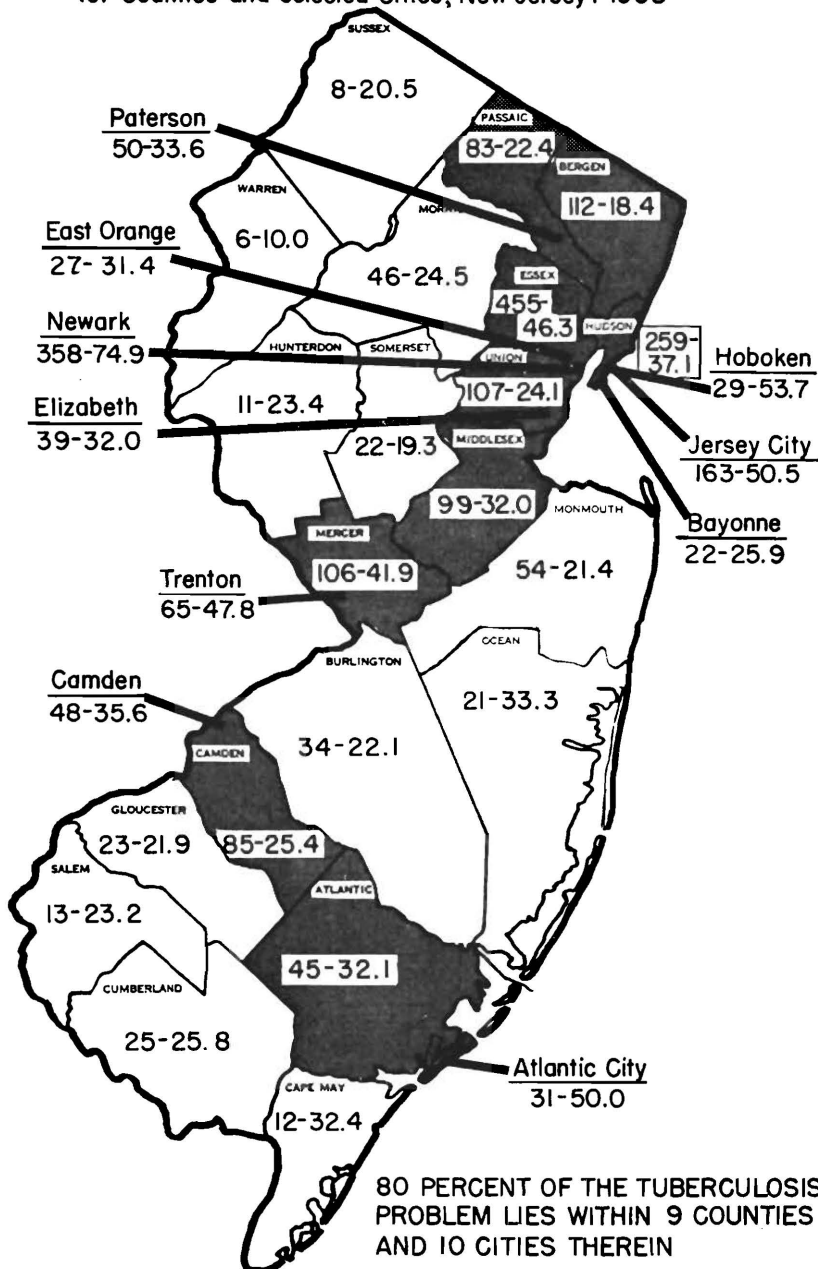 for Counties and Selected Cities, New Jersey: 
SUSSEX
8-20.5
Paterson
50-33.6
PASSAIC
83-22.4
BERGEN
112-18.4
WARREN
6-10.0
East Orange
27-31.4
46-24.5
ESSEX
455-
46.3
HUDSON
259-
37.1
Newark
358-74.9
HUNTERDON
11-23.4
SOMERSET
22-19.3
UNION
107-24.1
Hoboken
29-53.7
Elizabeth
39-32.0
MIDDLESEX
99-32.0
Jersey City
163-50.5
Bayonne
22-25.9
MERCER
106-41.9
MONMOUTH
54-21.4
Trenton
65-47.8
BURLINGTON
34-22.1
OCEAN
21-33.3
Camden
48-35.6
CAMDEN
85-25.4
GLOUCESTER
23-21.9
SALEM
13-23.2
ATLANTIC
45-32.1
CUMBERLAND
25-25.8
Atlantic City
31-50.0
CAPE MAY
12-32.4
80 PERCENT OF THE TUBERCULOSIS
PROBLEM LIES WITHIN 9 COUNTIES
AND 10 CITIES THEREIN